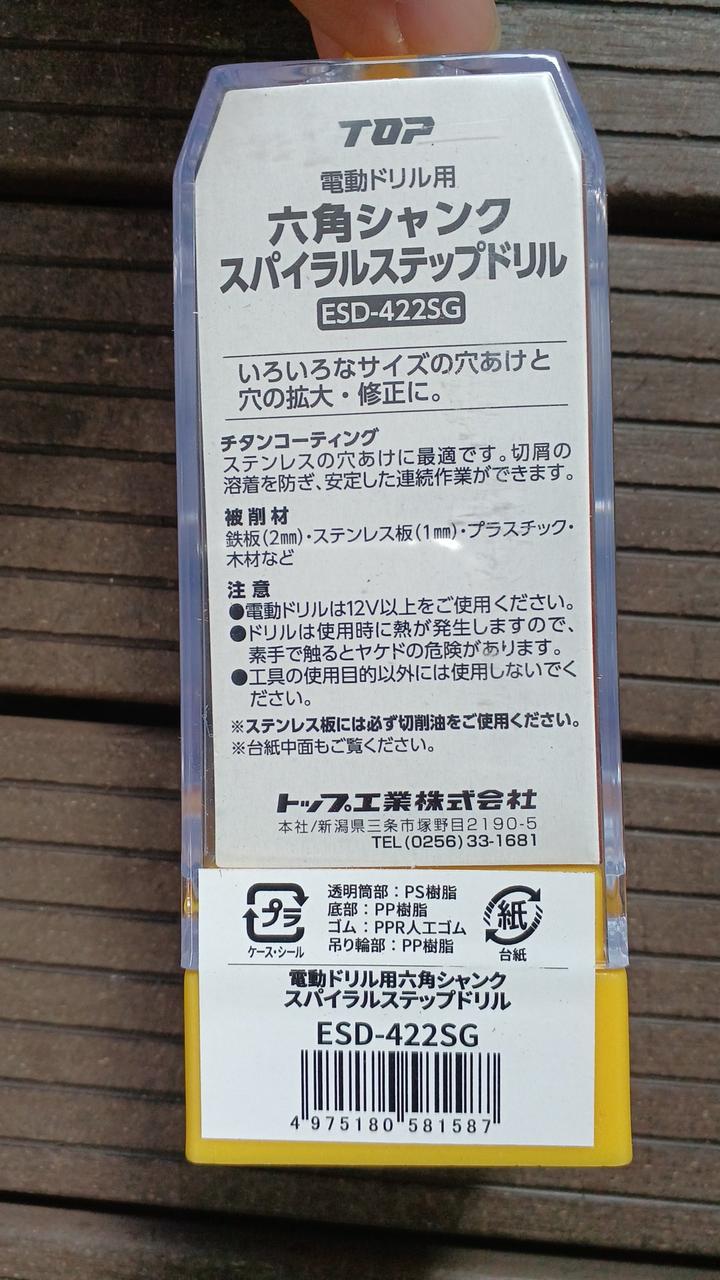 TOP
電動ドリル用
六角シャンク
スパイラルステップドリル
ESD-422SG
いろいろなサイズの穴あけと
穴の拡大・修正に。
チタンコーティング
ステンレスの穴あけに最適です。切屑の
溶着を防ぎ、安定した連続作業ができます。
被削材
鉄板(2㎜)・ステンレス板(1㎜)・プラスチック・
木材など
注意
●電動ドリルは12V以上をご使用ください。
●ドリルは使用時に熱が発生しますので、
素手で触るとヤケドの危険があります。
●工具の使用目的以外には使用しないでく
ださい。
※ステンレス板には必ず切削油をご使用ください。
※台紙中面もご覧ください。
トップ工業株式会社
本社/新潟県三条市塚野目2190-5
TEL(0256)33-1681
プラ
ケース・シール
透明筒部：PS樹脂
底部：PP樹脂
ゴム：PPR人工ゴム
吊り輪部：PP樹脂
紙
台紙
電動ドリル用六角シャンク
スパイラルステップドリル
ESD-422SG
4 975180 581587